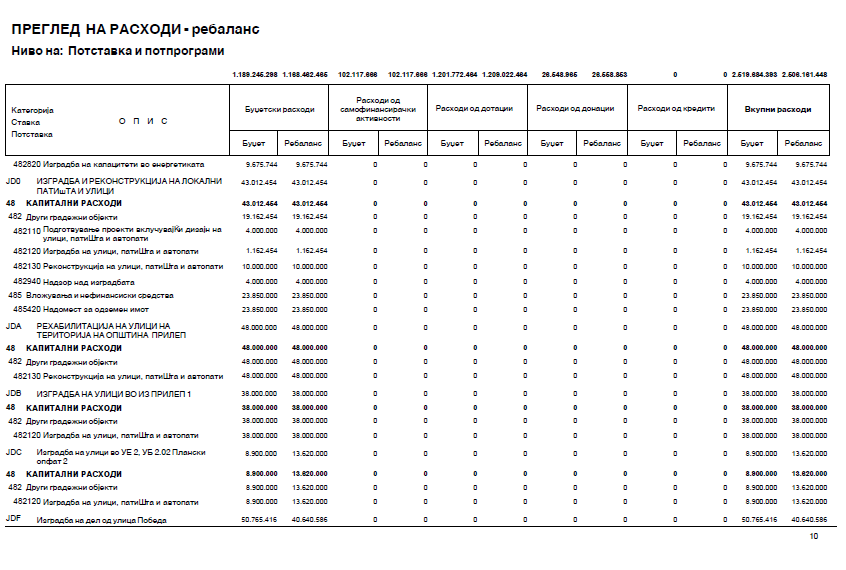 ПРЕГЛЕД НА РАСХОДИ - ребаланс
Ниво на: Потставка и потпрограми
1.189.245.298 1.168.462.465 102.117.666 102.117.666 1.201.772.464 1.209.022.464 26.548.965 26.558.853 0 0 2.519.684.393 2.506.161.448
Категорија
Ставка
Потставка
О П И С
Буџетски расходи
Расходи од самофинансирачки активности
Расходи од дотации
Расходи од донации
Расходи од кредити
Вкупни расходи
Буџет Ребаланс Буџет Ребаланс Буџет Ребаланс Буџет Ребаланс Буџет Ребаланс Буџет Ребаланс
482820 Изградба на капацитети во енергетиката 9.675.744 9.675.744 0 0 0 0 0 0 0 0 9.675.744 9.675.744
JD0 ИЗГРАДБА И РЕКОНСТРУКЦИЈА НА ЛОКАЛНИ ПАТИшТА И УЛИЦИ 43.012.454 43.012.454 0 0 0 0 0 0 0 0 43.012.454 43.012.454
48 КАПИТАЛНИ РАСХОДИ 43.012.454 43.012.454 0 0 0 0 0 0 0 0 43.012.454 43.012.454
482 Други градежни објекти 19.162.454 19.162.454 0 0 0 0 0 0 0 0 19.162.454 19.162.454
482110 Подготвување проекти вклучувајКи дизајн на улици, патиШта и автопати 4.000.000 4.000.000 0 0 0 0 0 0 0 0 4.000.000 4.000.000
482120 Изградба на улици, патиШта и автопати 1.162.454 1.162.454 0 0 0 0 0 0 0 0 1.162.454 1.162.454
482130 Реконструкција на улици, патиШта и автопати 10.000.000 10.000.000 0 0 0 0 0 0 0 0 10.000.000 10.000.000
482940 Надзор над изградбата 4.000.000 4.000.000 0 0 0 0 0 0 0 0 4.000.000 4.000.000
485 Вложувања и нефинансиски средства 23.850.000 23.850.000 0 0 0 0 0 0 0 0 23.850.000 23.850.000
485420 Надомест за одземен имот 23.850.000 23.850.000 0 0 0 0 0 0 0 0 23.850.000 23.850.000
JDA РЕХАБИЛИТАЦИЈА НА УЛИЦИ НА ТЕРИТОРИЈА НА ОПШТИНА ПРИЛЕП 48.000.000 48.000.000 0 0 0 0 0 0 0 0 48.000.000 48.000.000
48 КАПИТАЛНИ РАСХОДИ 48.000.000 48.000.000 0 0 0 0 0 0 0 0 48.000.000 48.000.000
482 Други градежни објекти 48.000.000 48.000.000 0 0 0 0 0 0 0 0 48.000.000 48.000.000
482130 Реконструкција на улици, патиШта и автопати 48.000.000 48.000.000 0 0 0 0 0 0 0 0 48.000.000 48.000.000
JDB ИЗГРАДБА НА УЛИЦИ ВО ИЗ ПРИЛЕП 1 38.000.000 38.000.000 0 0 0 0 0 0 0 0 38.000.000 38.000.000
48 КАПИТАЛНИ РАСХОДИ 38.000.000 38.000.000 0 0 0 0 0 0 0 0 38.000.000 38.000.000
482 Други градежни објекти 38.000.000 38.000.000 0 0 0 0 0 0 0 0 38.000.000 38.000.000
482120 Изградба на улици, патиШта и автопати 38.000.000 38.000.000 0 0 0 0 0 0 0 0 38.000.000 38.000.000
JDC Изградба на улици во УБ 2, УБ 2.02 Плански опфат 2 8.900.000 13.620.000 0 0 0 0 0 0 0 0 8.900.000 13.620.000
48 КАПИТАЛНИ РАСХОДИ 8.900.000 13.620.000 0 0 0 0 0 0 0 0 8.900.000 13.620.000
482 Други градежни објекти 8.900.000 13.620.000 0 0 0 0 0 0 0 0 8.900.000 13.620.000
482120 Изградба на улици, патиШта и автопати 8.900.000 13.620.000 0 0 0 0 0 0 0 0 8.900.000 13.620.000
JDF Изградба на дел од улица Победа 50.765.416 40.640.586 0 0 0 0 0 0 0 0 50.765.416 40.640.586
10